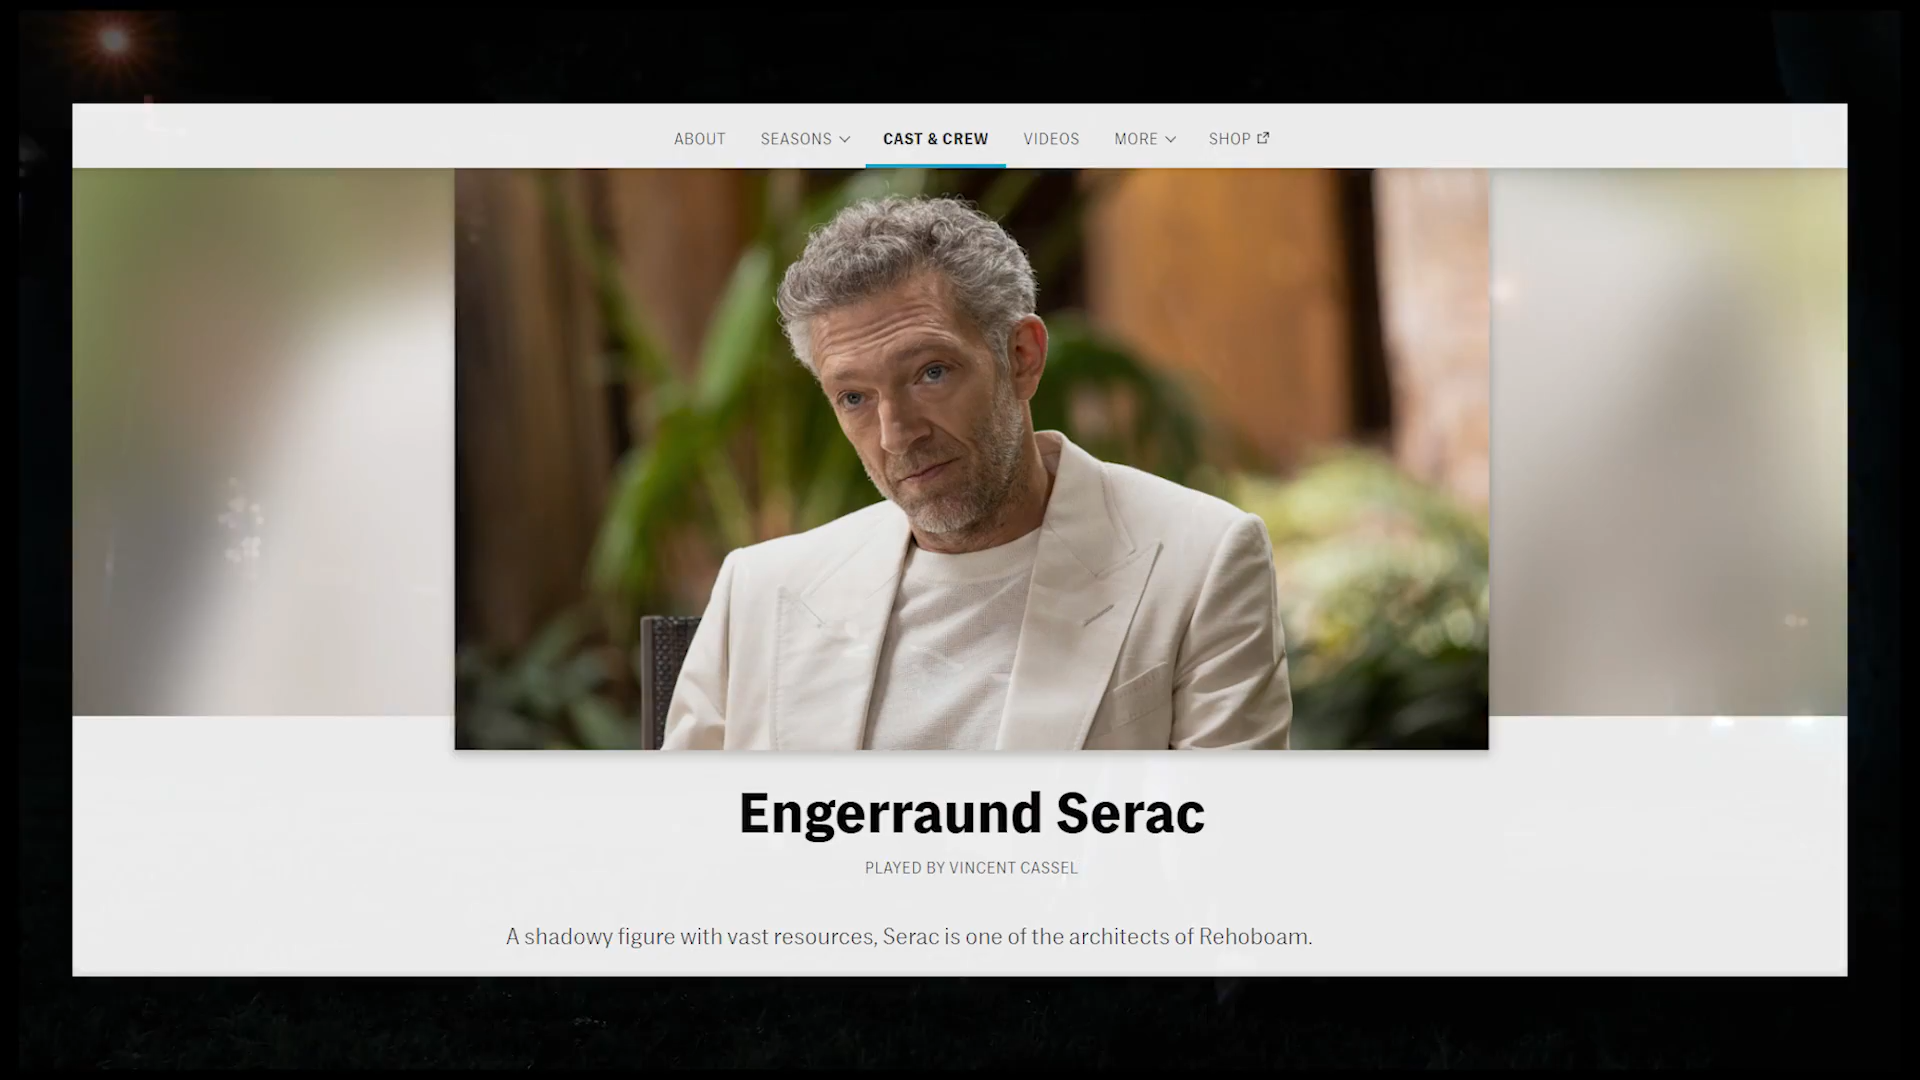 ABOUT SEASONS CAST & CREW VIDEOS MORE SHOP
Engerraund Serac
PLAYED BY VINCENT CASSEL
A shadowy figure with vast resources, Serac is one of the architects of Rehoboam.